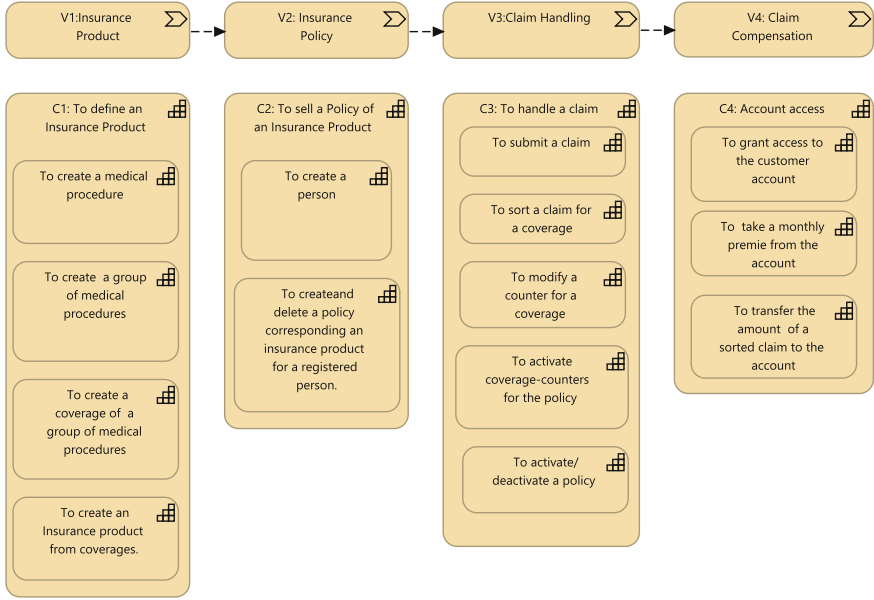 V1:Insurance
Product
V2: Insurance
Policy
V3:Claim Handling
V4: Claim
Compensation
C1: To define an
Insurance Product
To create a medical
procedure
To create  a group
of medical
procedures
To create a
coverage of  a
group of medical
procedures
To create an
Insurance product
from coverages.
C2: To sell a Policy of
an Insurance Product
To create a
person
To createand
delete a policy
corresponding an
insurance product
for a registered
person.
C3: To handle a claim
To submit a claim
To sort a claim for
a coverage
To modify a
counter for a
coverage
To activate
coverage-counters
for the policy
To activate/
deactivate a policy
C4: Account access
To grant access to
the customer
account
To  take a monthly
premie from the
account
To transfer the
amount  of a
sorted claim to the
account